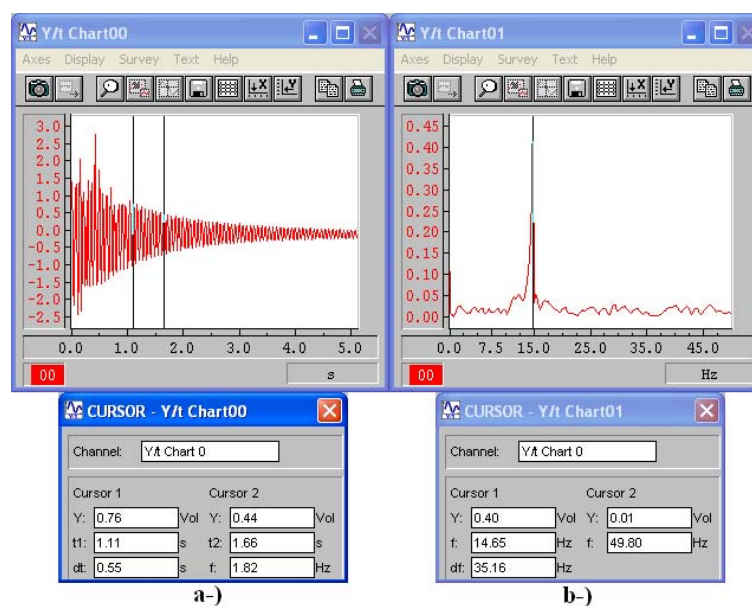 Y/t Chart00
Axes Display Survey Text Help
3.0
2.5
2.0
1.5
1.0
0.5
0.0
-0.5
-1.0
-1.5
-2.0
-2.5
0.0 1.0 2.0 3.0 4.0 5.0
00 s
Y/t Chart01
Axes Display Survey Text Help
0.45
0.40
0.35
0.30
0.25
0.20
0.15
0.10
0.05
0.00
0.0 7.5 15.0 25.0 35.0 45.0
00 Hz
CURSOR - Y/t Chart00
Channel: Y/t Chart 0
Cursor 1 Cursor 2
Y: 0.76 Vol Y: 0.44 Vol
t1: 1.11 s t2: 1.66 s
dt: 0.55 s f: 1.82 Hz
a-)
CURSOR - Y/t Chart01
Channel: Y/t Chart 0
Cursor 1 Cursor 2
Y: 0.40 Vol Y: 0.01 Vol
f: 14.65 Hz f: 49.80 Hz
df: 35.16 Hz
b-)